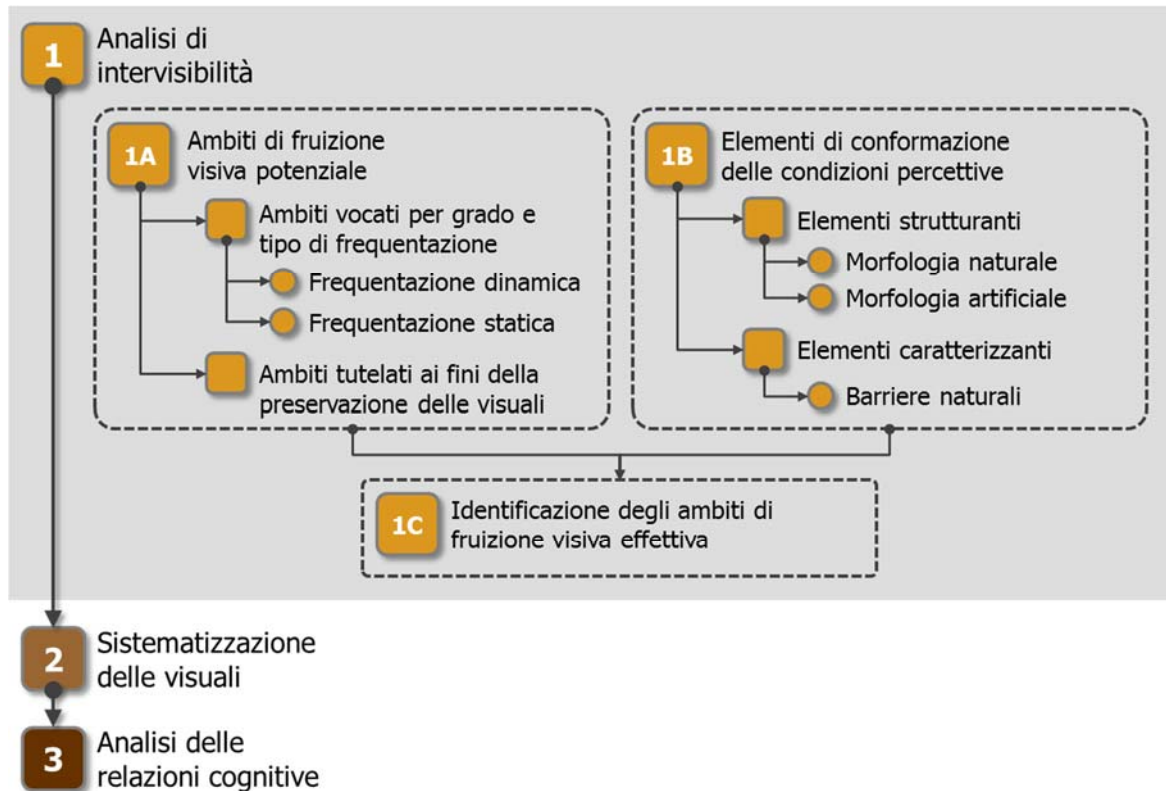 1
Analisi di
intervisibilità
1A
Ambiti di fruizione
visiva potenziale
Ambiti vocati per grado e
tipo di frequentazione
Frequentazione dinamica
Frequentazione statica
Ambiti tutelati ai fini della
preservazione delle visuali
1B
Elementi di conformazione
delle condizioni percettive
Elementi strutturanti
Morfologia naturale
Morfologia artificiale
Elementi caratterizzanti
Barriere naturali
1C
Identificazione degli ambiti di
fruizione visiva effettiva
2
Sistematizzazione
delle visuali
3
Analisi delle
relazioni cognitive